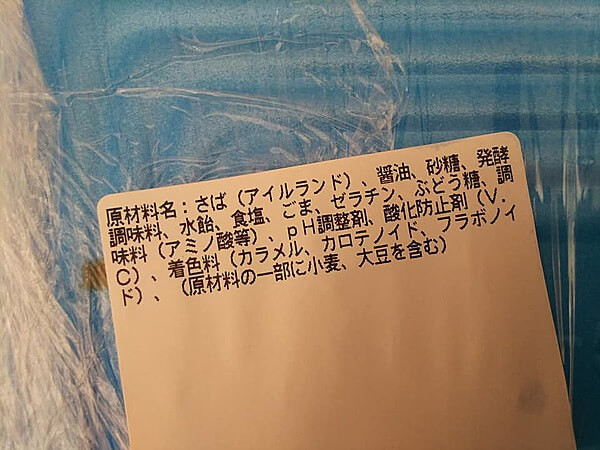 原材料名：さば（アイルランド）、醤油、砂糖、発酵
調味料、水飴、食塩、ごま、ゼラチン、ぶどう糖、調
味料（アミノ酸等）、ｐＨ調整剤、酸化防止剤（Ｖ．
Ｃ）、着色料（カラメル、カロテノイド、フラボノイ
ド）、（原材料の一部に小麦、大豆を含む）